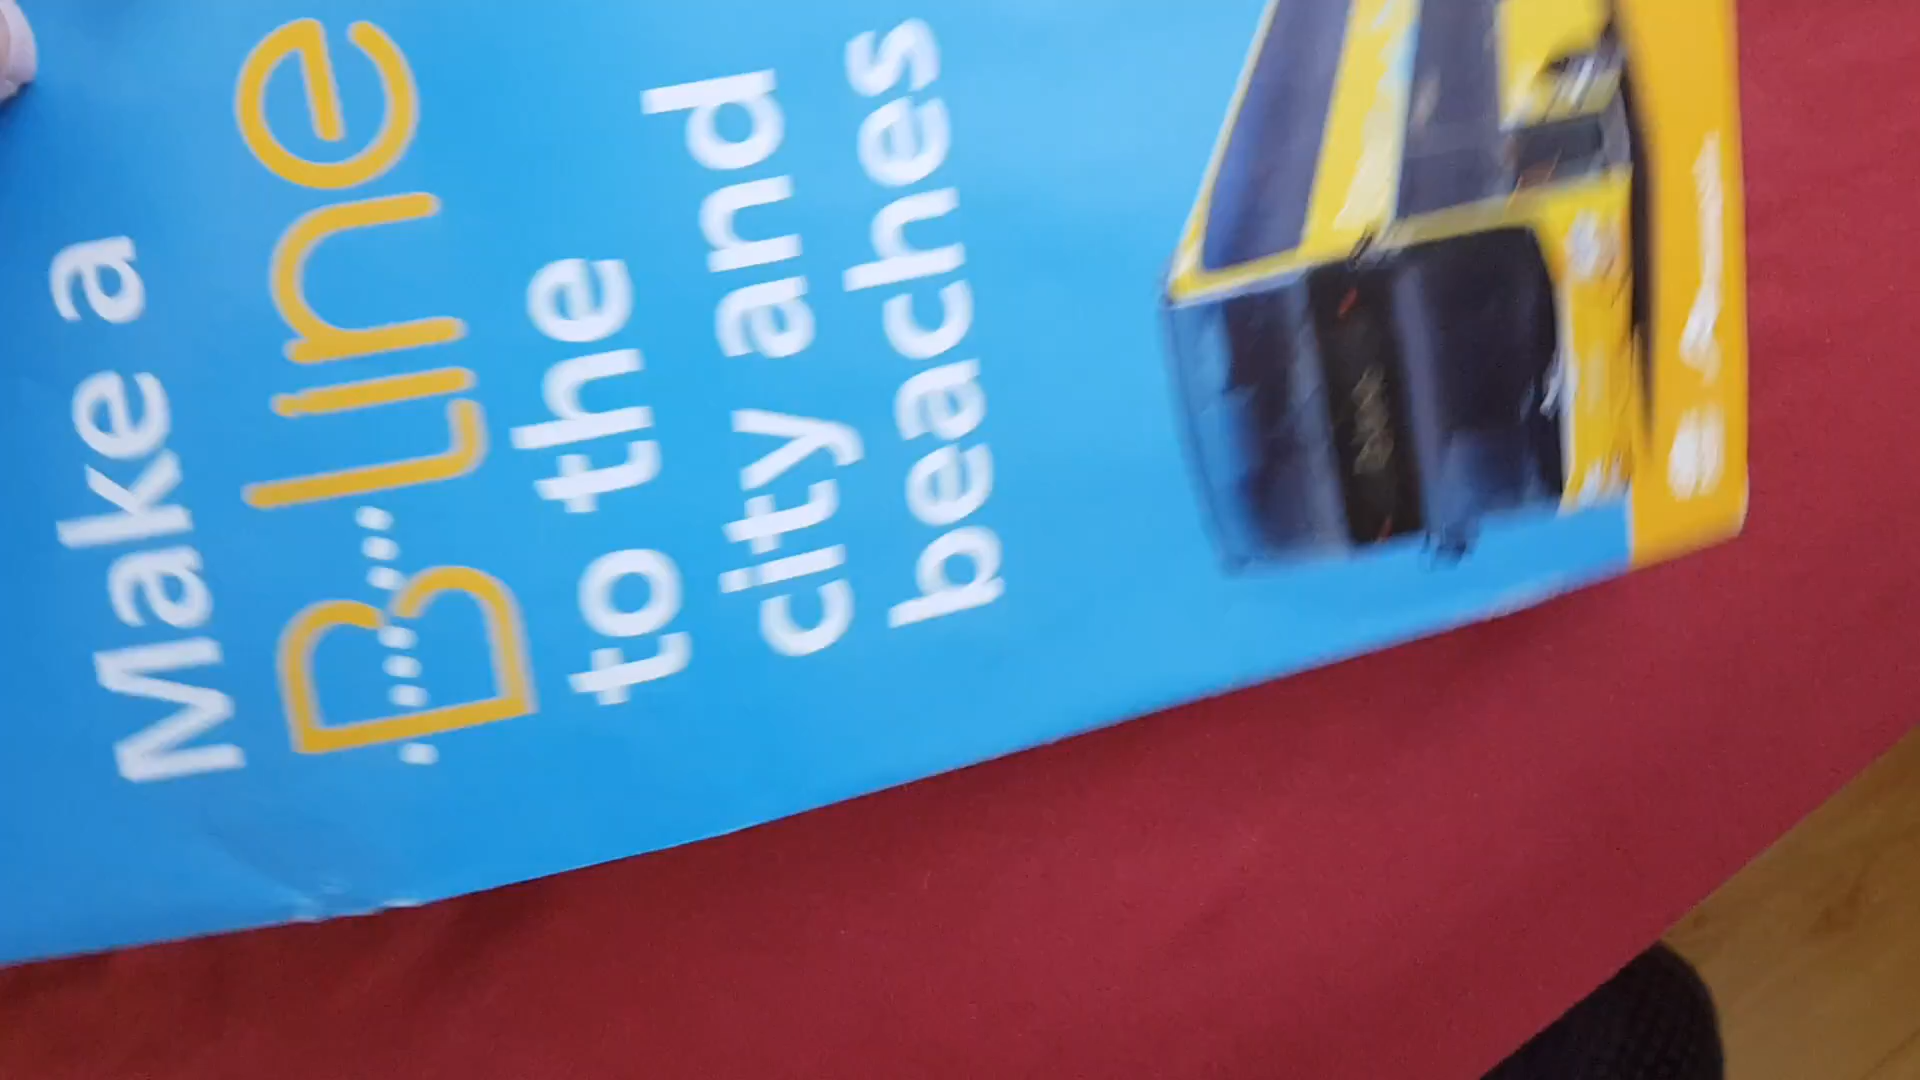 Make a
B-Line
to the
city and
beaches